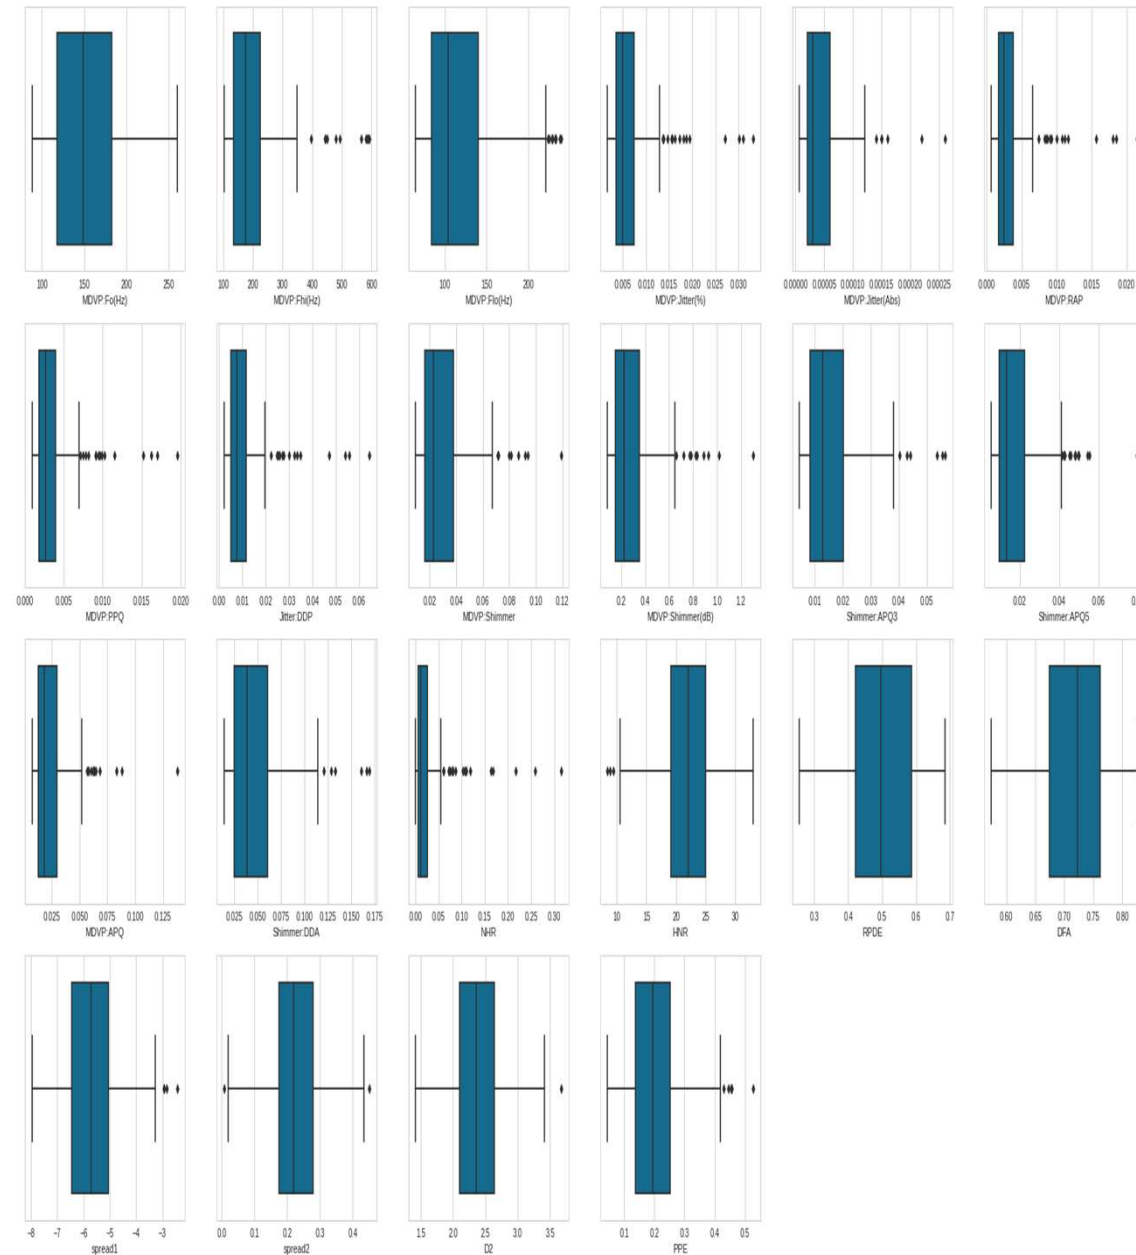 100 150 200 250
MDVP:Fo(Hz)
100 200 300 400 500 600
MDVP:Fhi(Hz)
100 150 200
MDVP:Flo(Hz)
0.005 0.010 0.015 0.020 0.025 0.030
MDVP:Jitter(%)
0.00000 0.00005 0.00010 0.00015 0.00020 0.00025
MDVP:Jitter(Abs)
0.000 0.005 0.010 0.015 0.020
MDVP:RAP
0.000 0.005 0.010 0.015 0.020
MDVP:PPQ
0.00 0.01 0.02 0.03 0.04 0.05 0.06
Jitter:DDP
0.02 0.04 0.06 0.08 0.10 0.12
MDVP:Shimmer
0.2 0.4 0.6 0.8 1.0 1.2
MDVP:Shimmer(dB)
0.01 0.02 0.03 0.04 0.05
Shimmer:APQ3
0.02 0.04 0.06
Shimmer:APQ5
0.025 0.050 0.075 0.100 0.125
MDVP:APQ
0.025 0.050 0.075 0.100 0.125 0.150 0.175
Shimmer:DDA
0.00 0.05 0.10 0.15 0.20 0.25 0.30
NHR
10 15 20 25 30
HNR
0.3 0.4 0.5 0.6 0.7
RPDE
0.60 0.65 0.70 0.75 0.80
DFA
−8 −7 −6 −5 −4 −3
spread1
0.0 0.1 0.2 0.3 0.4
spread2
1.5 2.0 2.5 3.0 3.5
D2
0.1 0.2 0.3 0.4 0.5
PPE